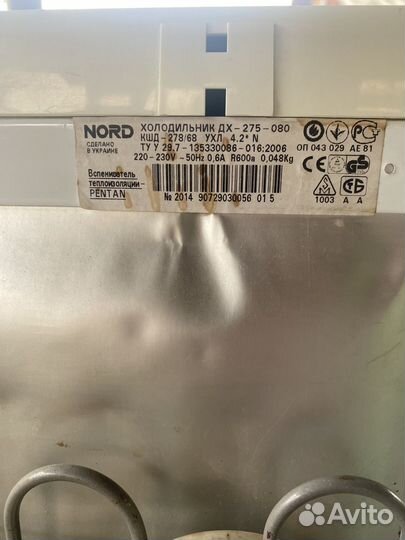 NORD
СДЕЛАНО
В УКРАИНЕ
ХОЛОДИЛЬНИК ДХ-275-080
КШД-278/68 УХЛ 4.2* N
ТУ У 29.7-135330086-016:2006
220-230V-50Hz 0,6A R600a 0,048Kg
ОП 043 029 АЕ 81
Вспениватель
теплоизоляции-
PENTAN
№ 2014 90729030056 01 5
1003 A A
Avito